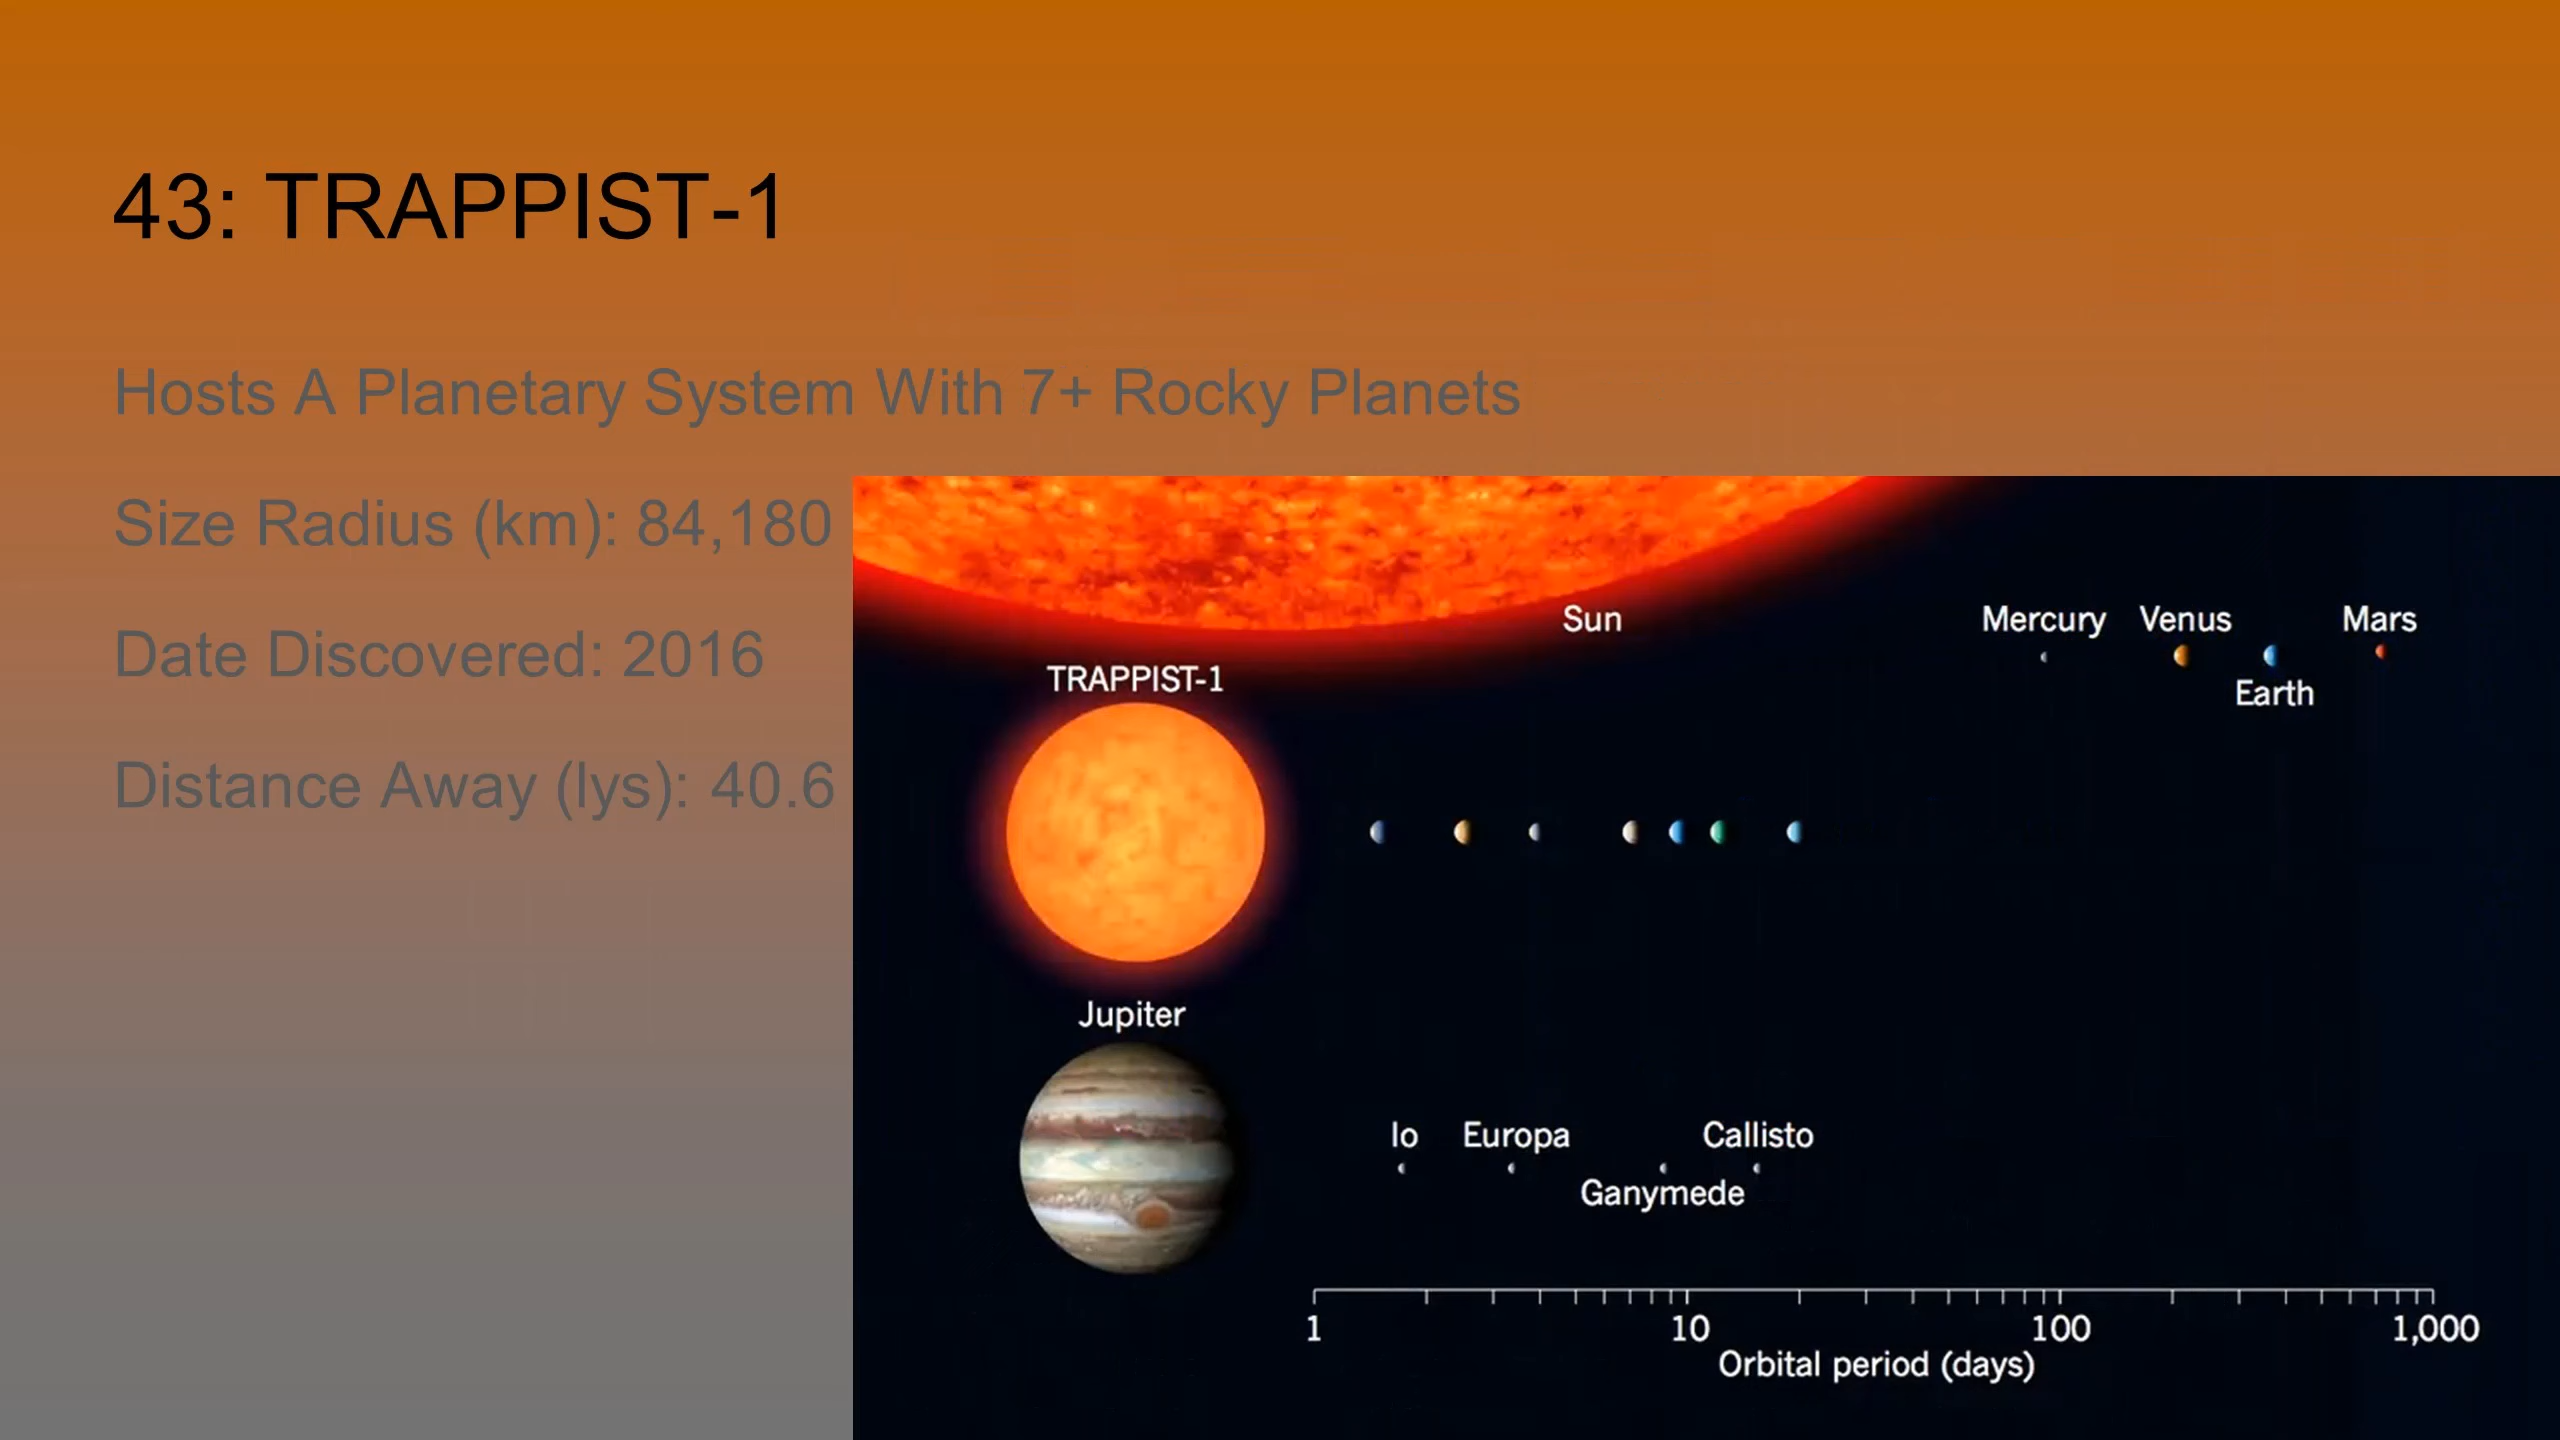 43: TRAPPIST-1
Hosts A Planetary System With 7+ Rocky Planets
Size Radius (km): 84,180
Date Discovered: 2016
Distance Away (lys): 40.6
Sun
Mercury Venus Mars
Earth
TRAPPIST-1
Jupiter
Io Europa Callisto
Ganymede
1 10 100 1,000
Orbital period (days)